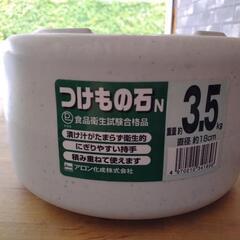 つけもの石N
食品衛生試験合格品
漬け汁がたまらず衛生的
にぎりやすい持手
積み重ねて使えます
アロン化成株式会社
重量 約 3.5kg
直径 約18cm